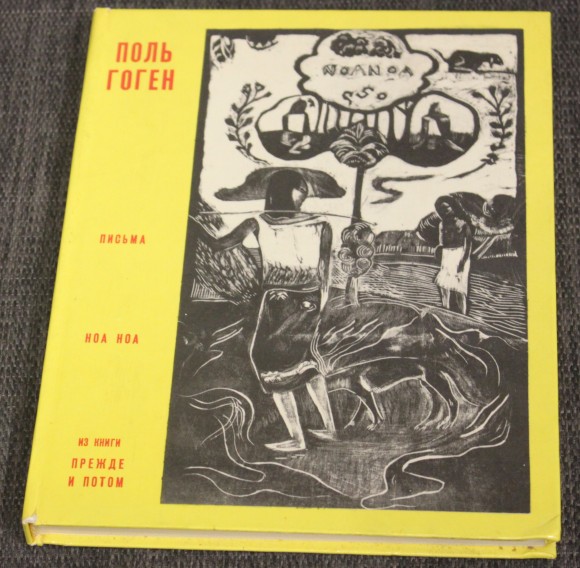 ПОЛЬ
ГОГЕН
ПИСЬМА
НОА НОА
ИЗ КНИГИ
ПРЕЖДЕ
И ПОТОМ
NOANOA